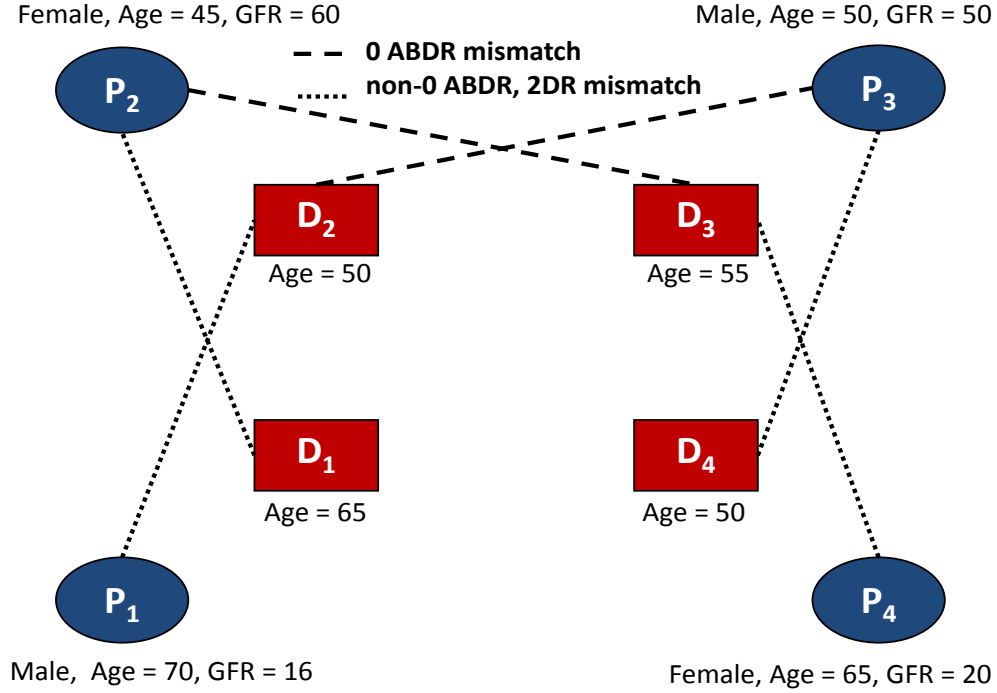 Female, Age = 45, GFR = 60
Male, Age = 50, GFR = 50
0 ABDR mismatch
non-0 ABDR, 2DR mismatch
P2
P3
D2
D3
Age = 50
Age = 55
D1
D4
Age = 65
Age = 50
P1
P4
Male, Age = 70, GFR = 16
Female, Age = 65, GFR = 20